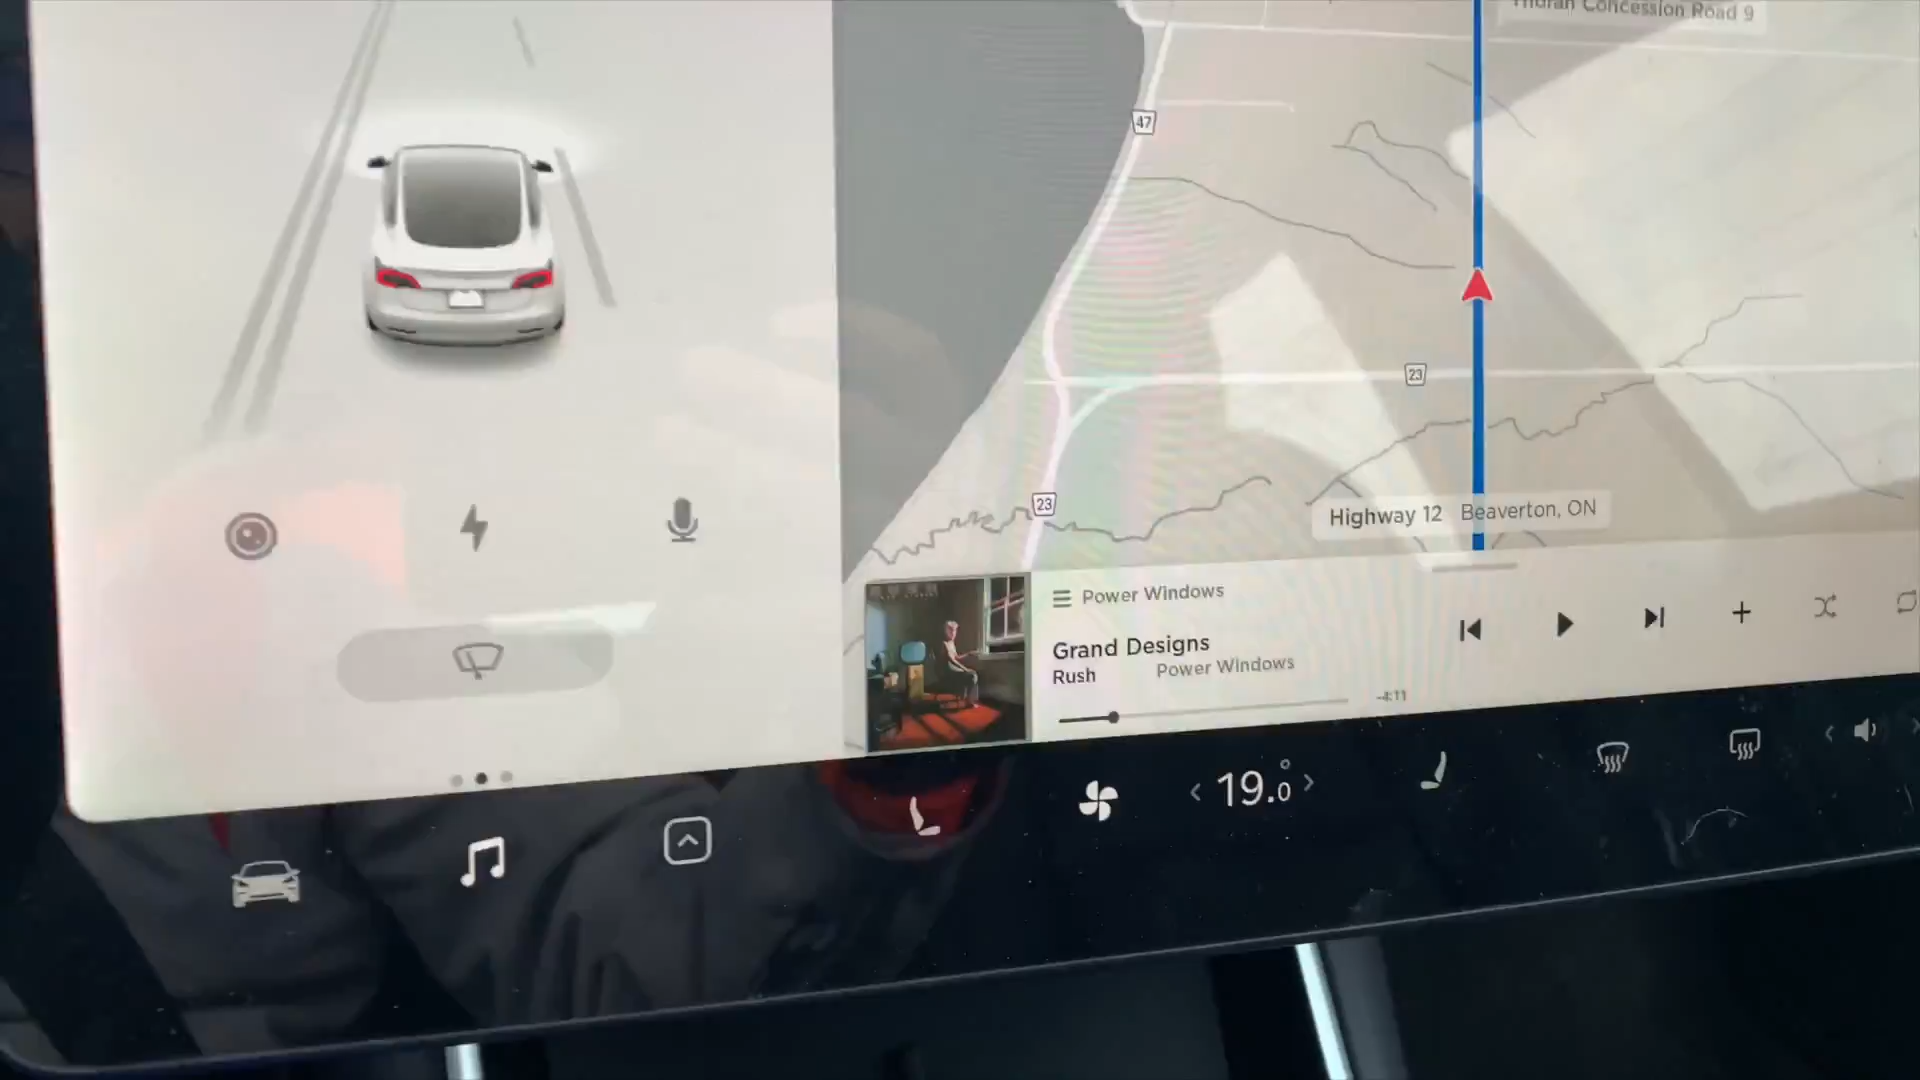 Thorah Concession Road 9
47
23
23
Highway 12 Beaverton, ON
Power Windows
Grand Designs
Rush Power Windows
-4:11
19.0°